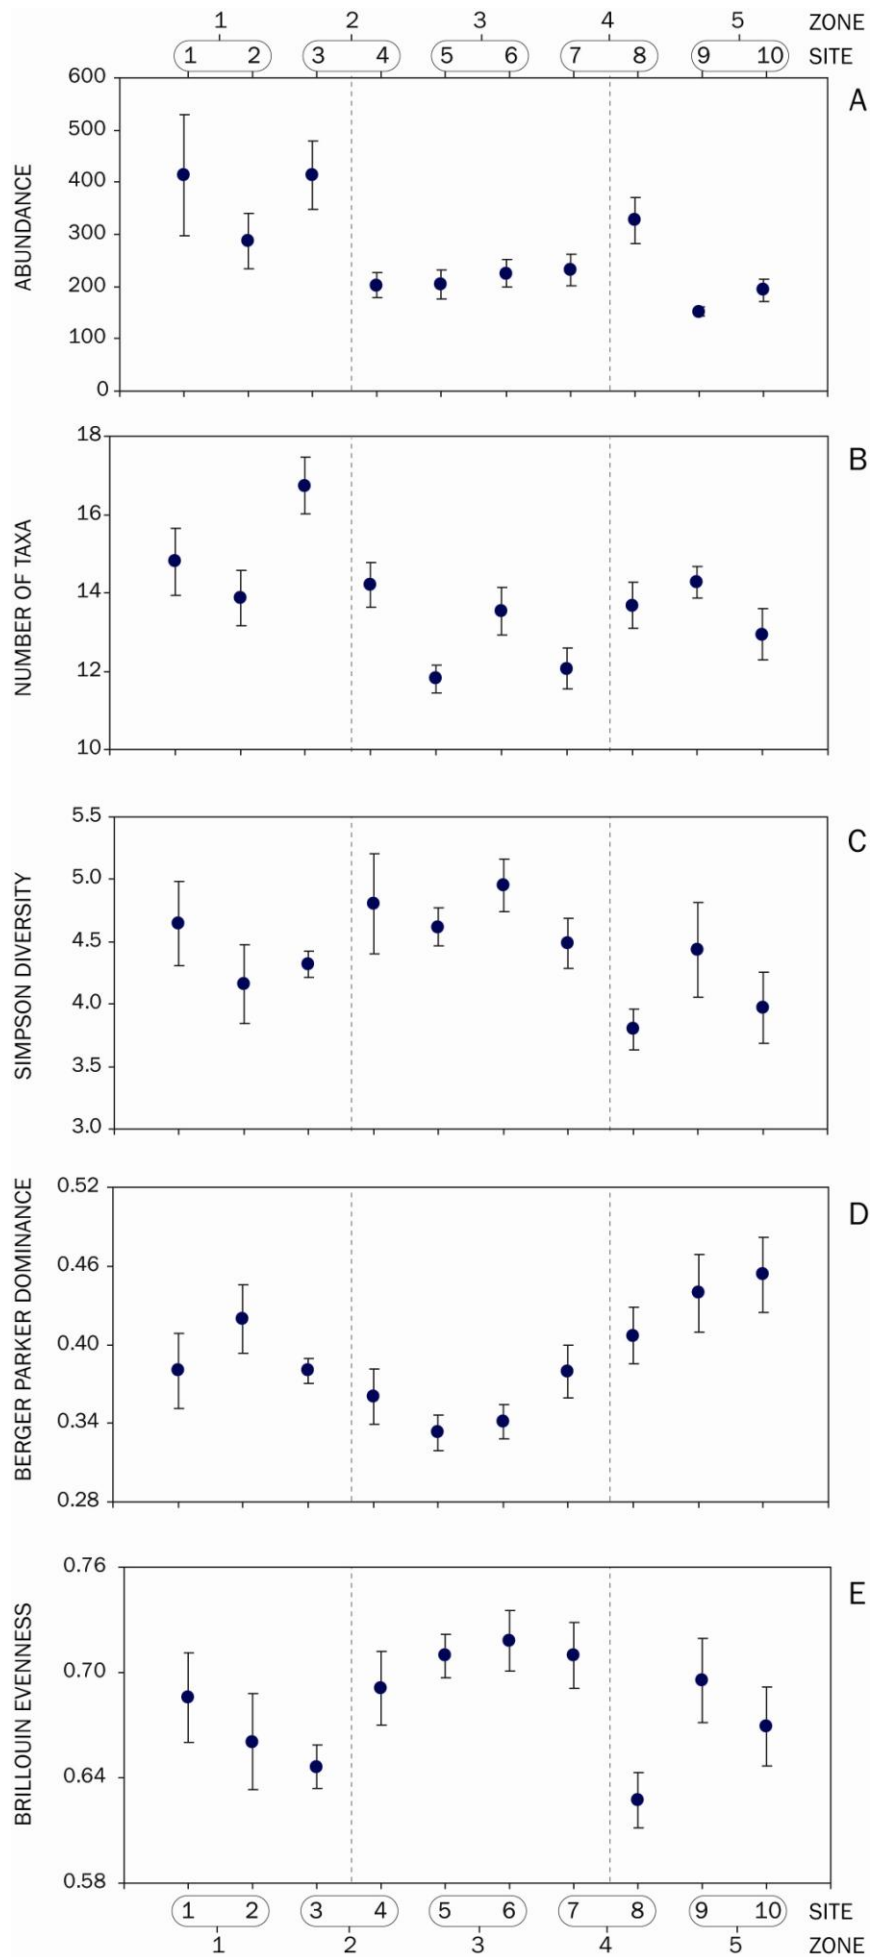 1 2 3 4 5 ZONE
1 2 3 4 5 6 7 8 9 10 SITE
A
ABUNDANCE
600
500
400
300
200
100
0
B
NUMBER OF TAXA
18
16
14
12
10
C
SIMPSON DIVERSITY
5.5
5.0
4.5
4.0
3.5
3.0
D
BERGER PARKER DOMINANCE
0.52
0.46
0.40
0.34
0.28
E
BRILLOUIN EVENNESS
0.76
0.70
0.64
0.58
1 2 3 4 5 6 7 8 9 10 SITE
1 2 3 4 5 ZONE